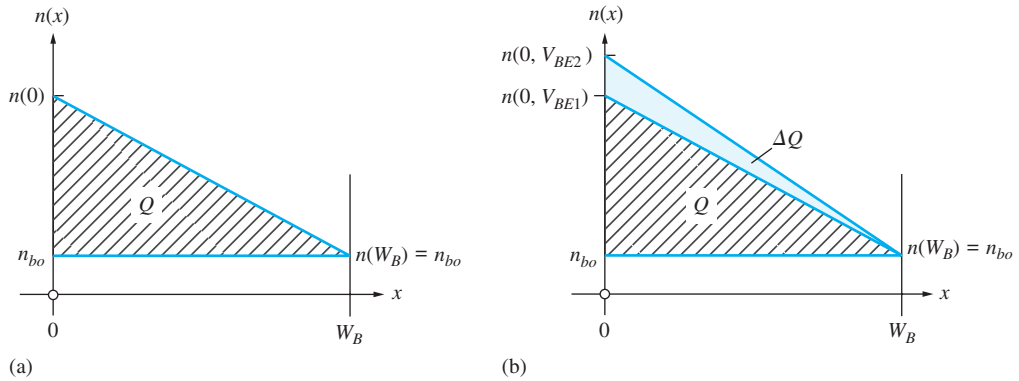 n(x)
n(0)
Q
n_bo
n(W_B) = n_bo
x
0
W_B
(a)
n(x)
n(0, V_BE2)
n(0, V_BE1)
ΔQ
Q
n_bo
n(W_B) = n_bo
x
0
W_B
(b)